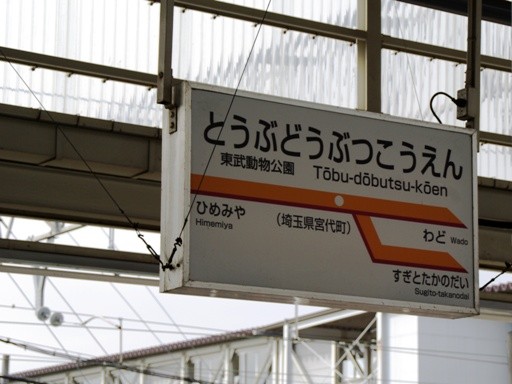 とうぶどうぶつこうえん
東武動物公園 Tōbu-dōbutsu-kōen
ひめみや
Himemiya
(埼玉県宮代町)
わど Wado
すぎとたかのだい
Sugito-takanodai